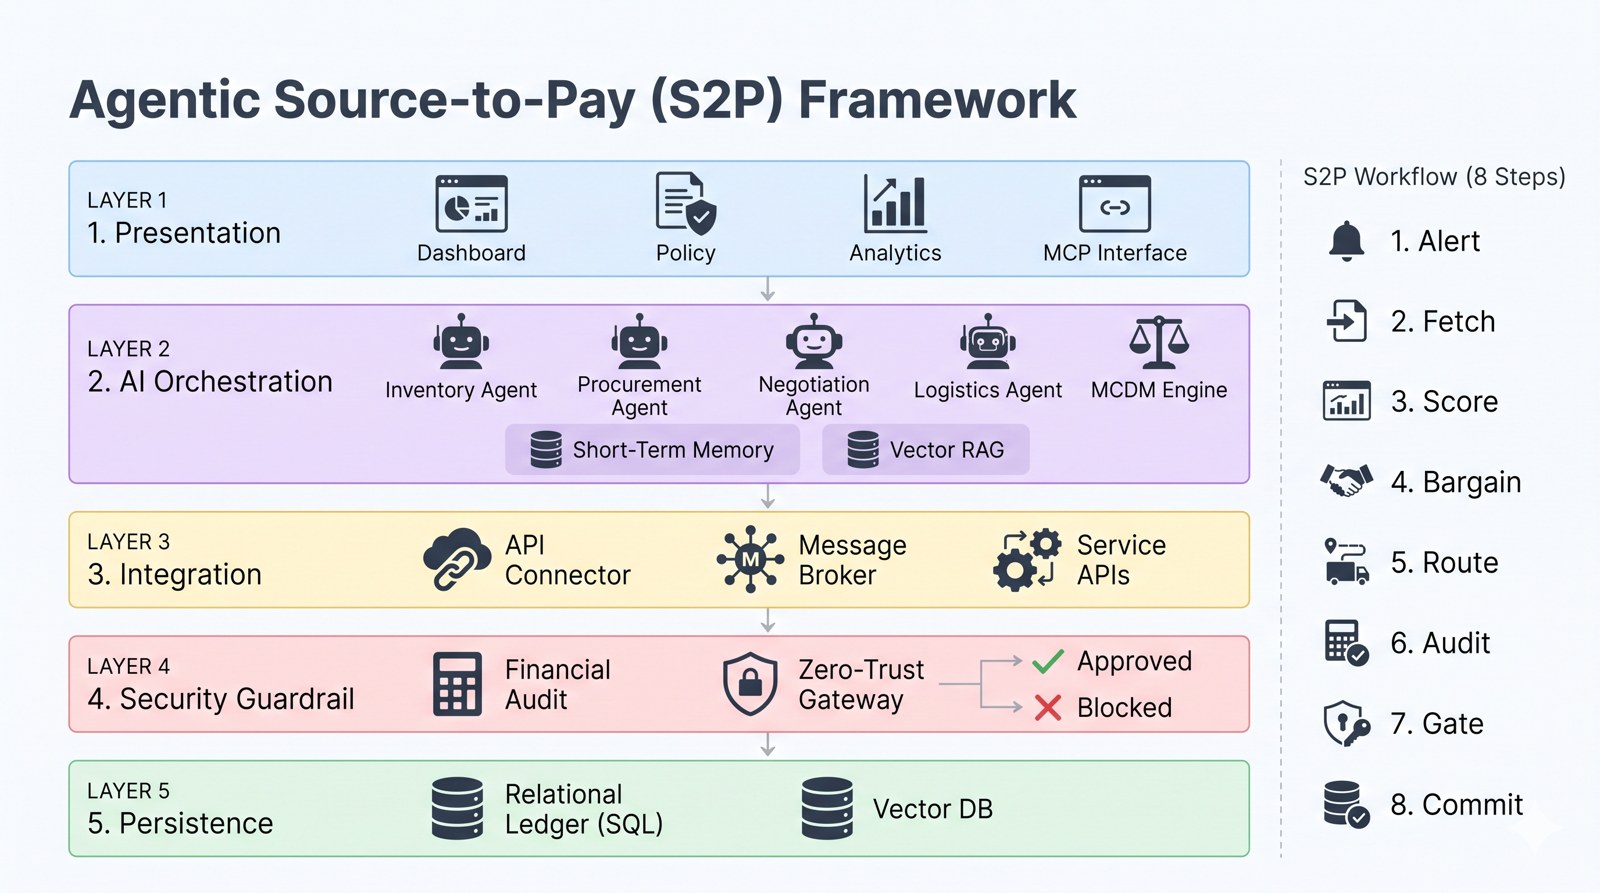 Agentic Source-to-Pay (S2P) Framework
LAYER 1
1. Presentation
Dashboard
Policy
Analytics
MCP Interface
LAYER 2
2. AI Orchestration
Inventory Agent
Procurement
Agent
Negotiation
Agent
Logistics Agent
MCDM Engine
Short-Term Memory
Vector RAG
LAYER 3
3. Integration
API
Connector
M
Message
Broker
Service
APIs
LAYER 4
4. Security Guardrail
Financial
Audit
Zero-Trust
Gateway
Approved
Blocked
LAYER 5
5. Persistence
Relational
Ledger (SQL)
Vector DB
S2P Workflow (8 Steps)
1. Alert
2. Fetch
3. Score
4. Bargain
5. Route
6. Audit
7. Gate
8. Commit